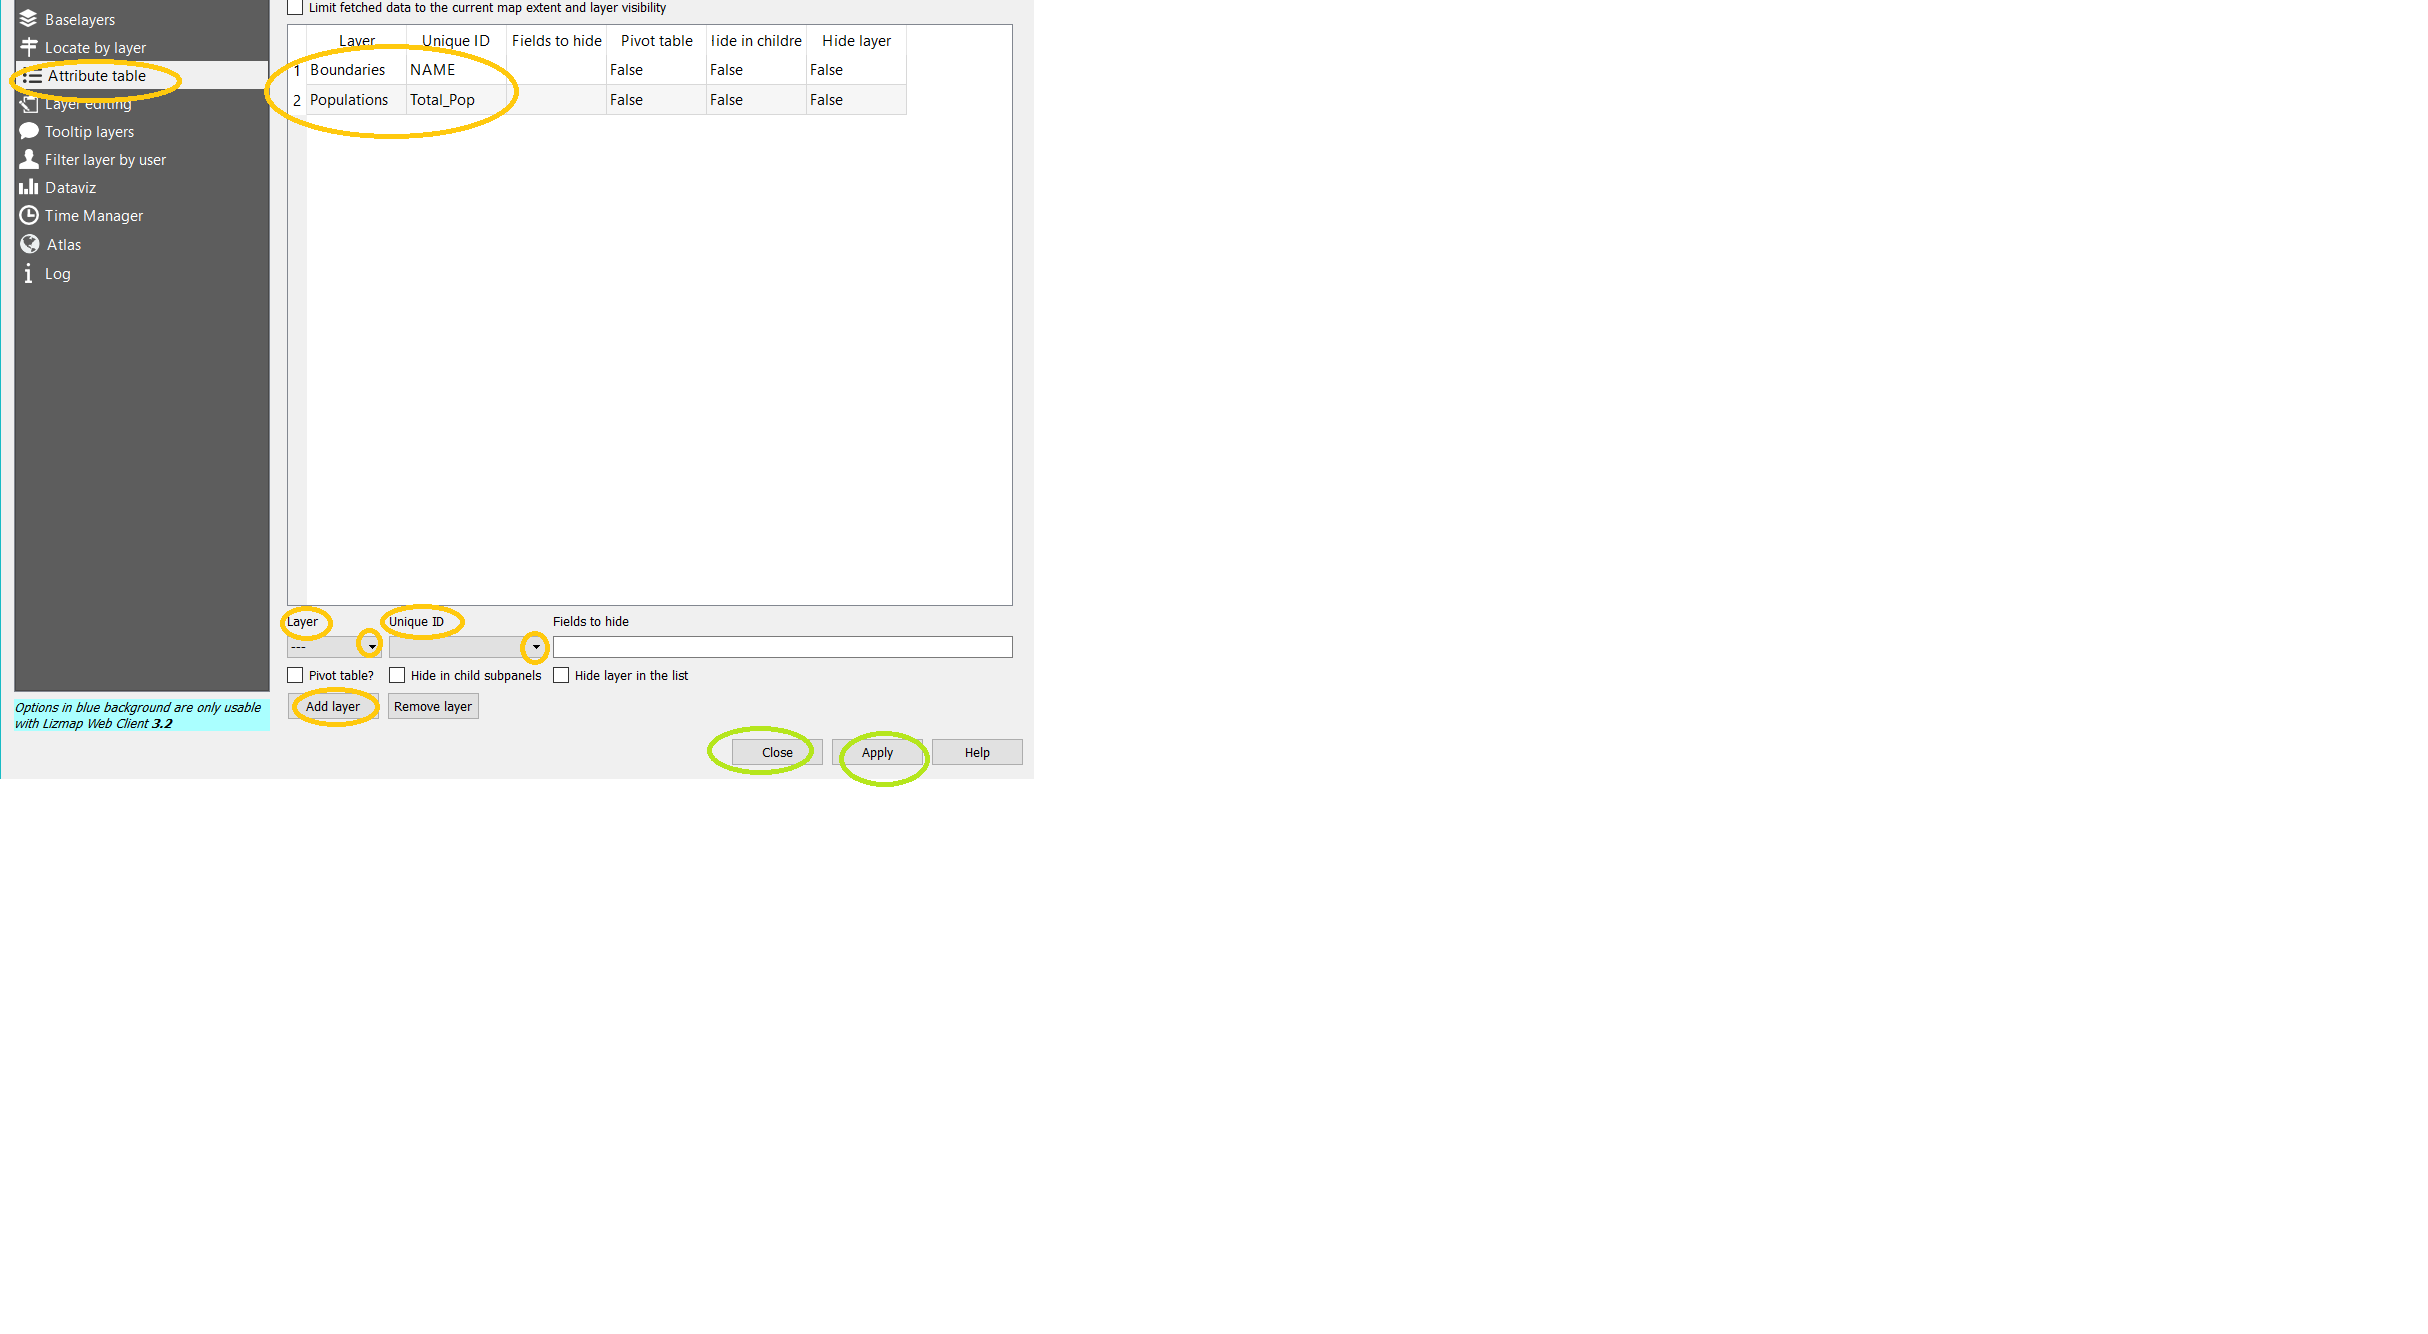 Baselayers
Locate by layer
Attribute table
Layer editing
Tooltip layers
Filter layer by user
Dataviz
Time Manager
Atlas
Log
Options in blue background are only usable
with Lizmap Web Client 3.2
Limit fetched data to the current map extent and layer visibility
Layer Unique ID Fields to hide Pivot table Iide in childre Hide layer
1 Boundaries NAME False False False
2 Populations Total_Pop False False False
Layer Unique ID Fields to hide
---
Pivot table? Hide in child subpanels Hide layer in the list
Add layer Remove layer
Close Apply Help